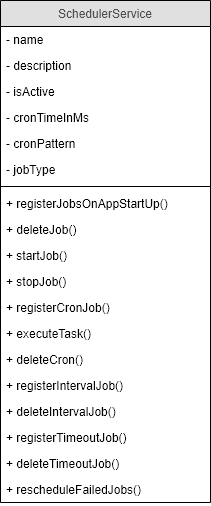 SchedulerService
- name
- description
- isActive
- cronTimeInMs
- cronPattern
- jobType
+ registerJobsOnAppStartUp()
+ deleteJob()
+ startJob()
+ stopJob()
+ registerCronJob()
+ executeTask()
+ deleteCron()
+ registerIntervalJob()
+ deleteIntervalJob()
+ registerTimeoutJob()
+ deleteTimeoutJob()
+ rescheduleFailedJobs()